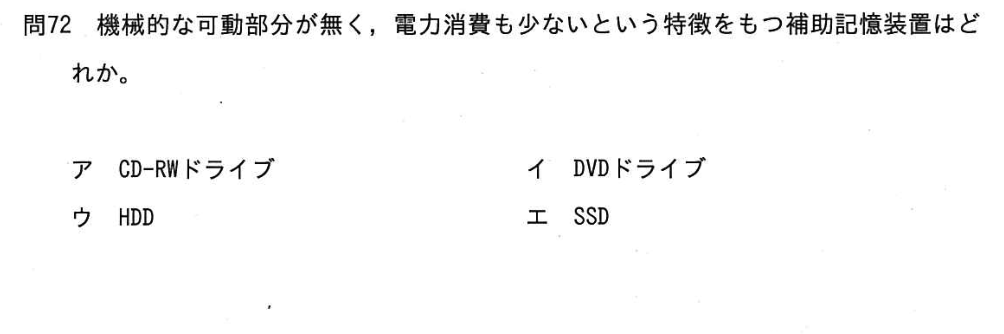 問72 機械的な可動部分が無く，電力消費も少ないという特徴をもつ補助記憶装置はど
れか。
ア CD-RWドライブ イ DVDドライブ
ウ HDD エ SSD